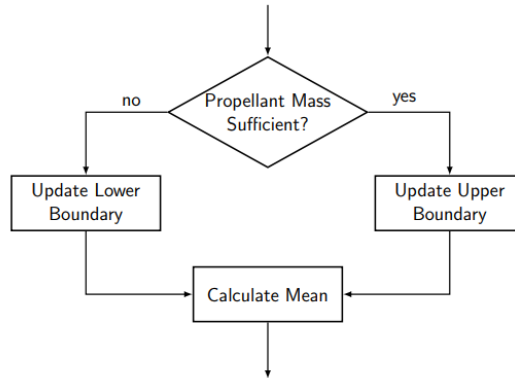 Propellant Mass
Sufficient?
no
yes
Update Lower
Boundary
Update Upper
Boundary
Calculate Mean